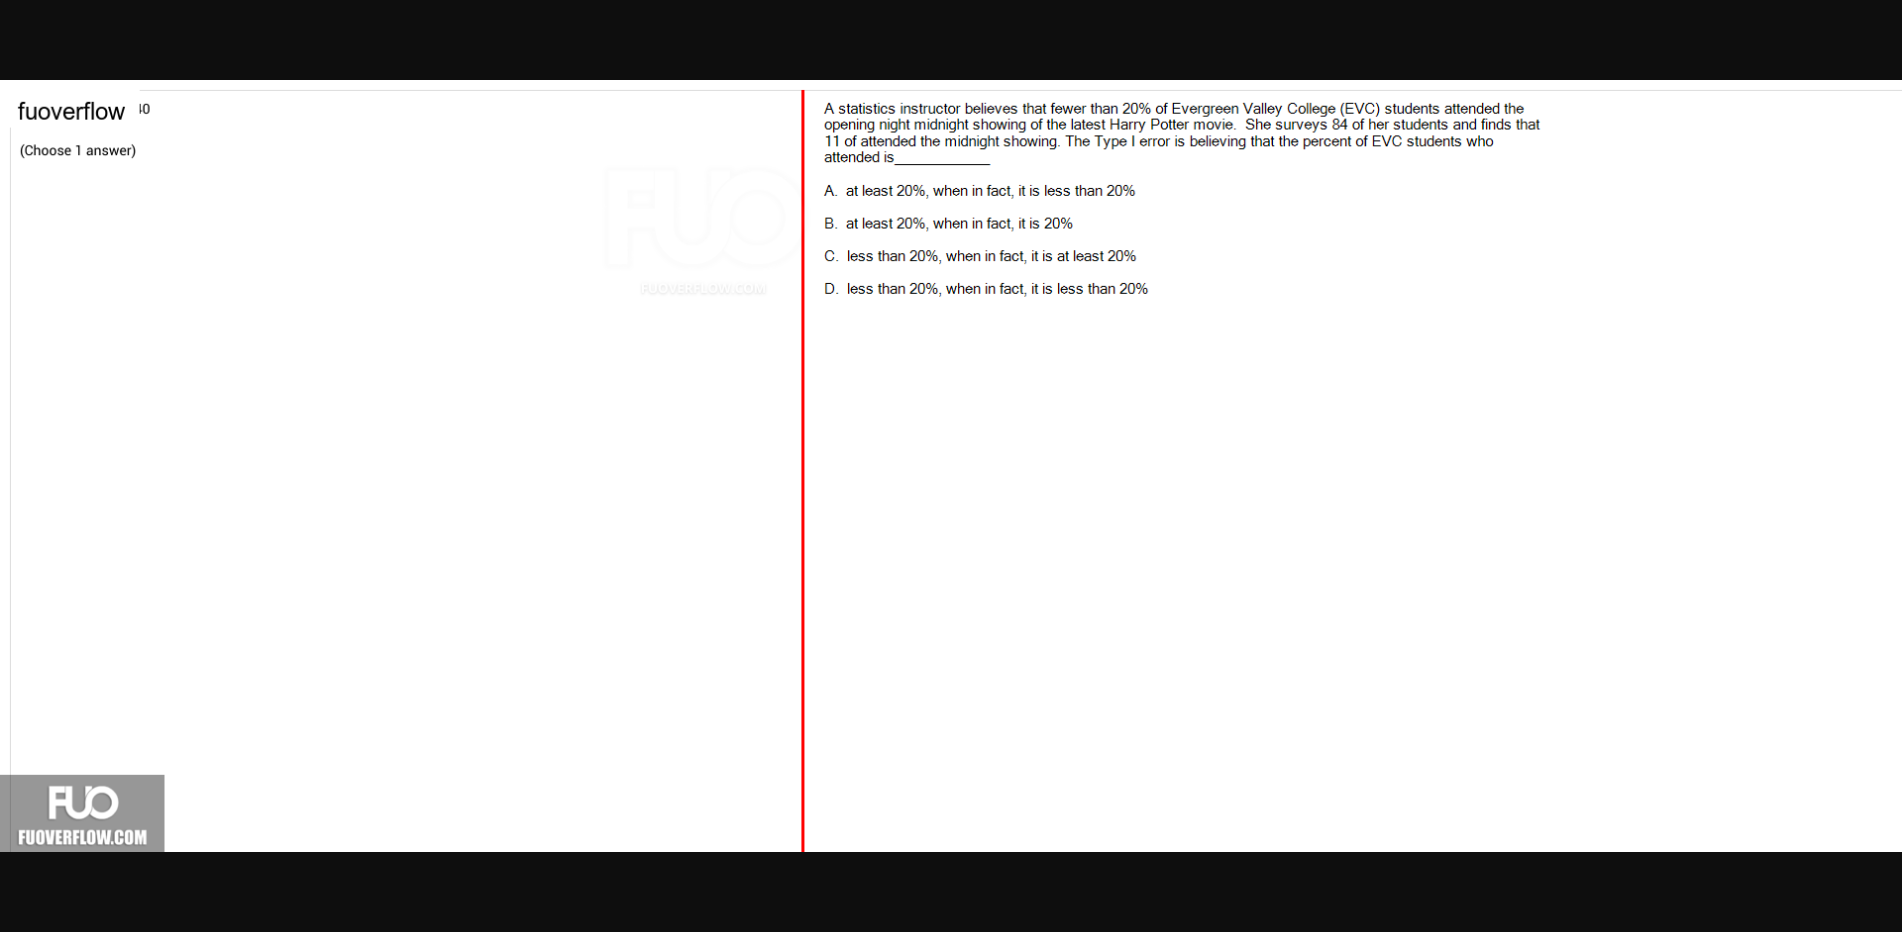 fuoverflow
(Choose 1 answer)
FUO
FUOVERFLOW.COM
A statistics instructor believes that fewer than 20% of Evergreen Valley College (EVC) students attended the
opening night midnight showing of the latest Harry Potter movie.  She surveys 84 of her students and finds that
11 of attended the midnight showing. The Type I error is believing that the percent of EVC students who
attended is____________
A.  at least 20%, when in fact, it is less than 20%
B.  at least 20%, when in fact, it is 20%
C.  less than 20%, when in fact, it is at least 20%
D.  less than 20%, when in fact, it is less than 20%
FUO
FUOVERFLOW.COM